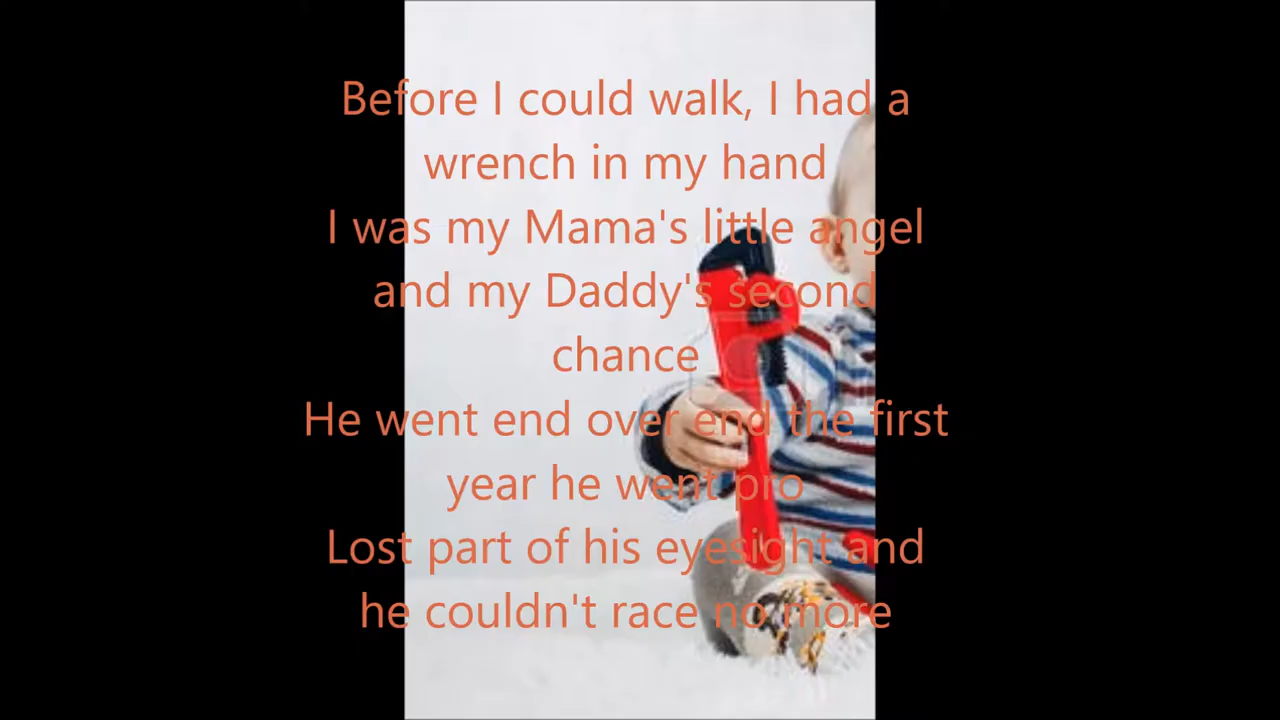 Before I could walk, I had a
wrench in my hand
I was my Mama's little angel
and my Daddy's second
chance
He went end over end the first
year he went pro
Lost part of his eyesight and
he couldn't race no more